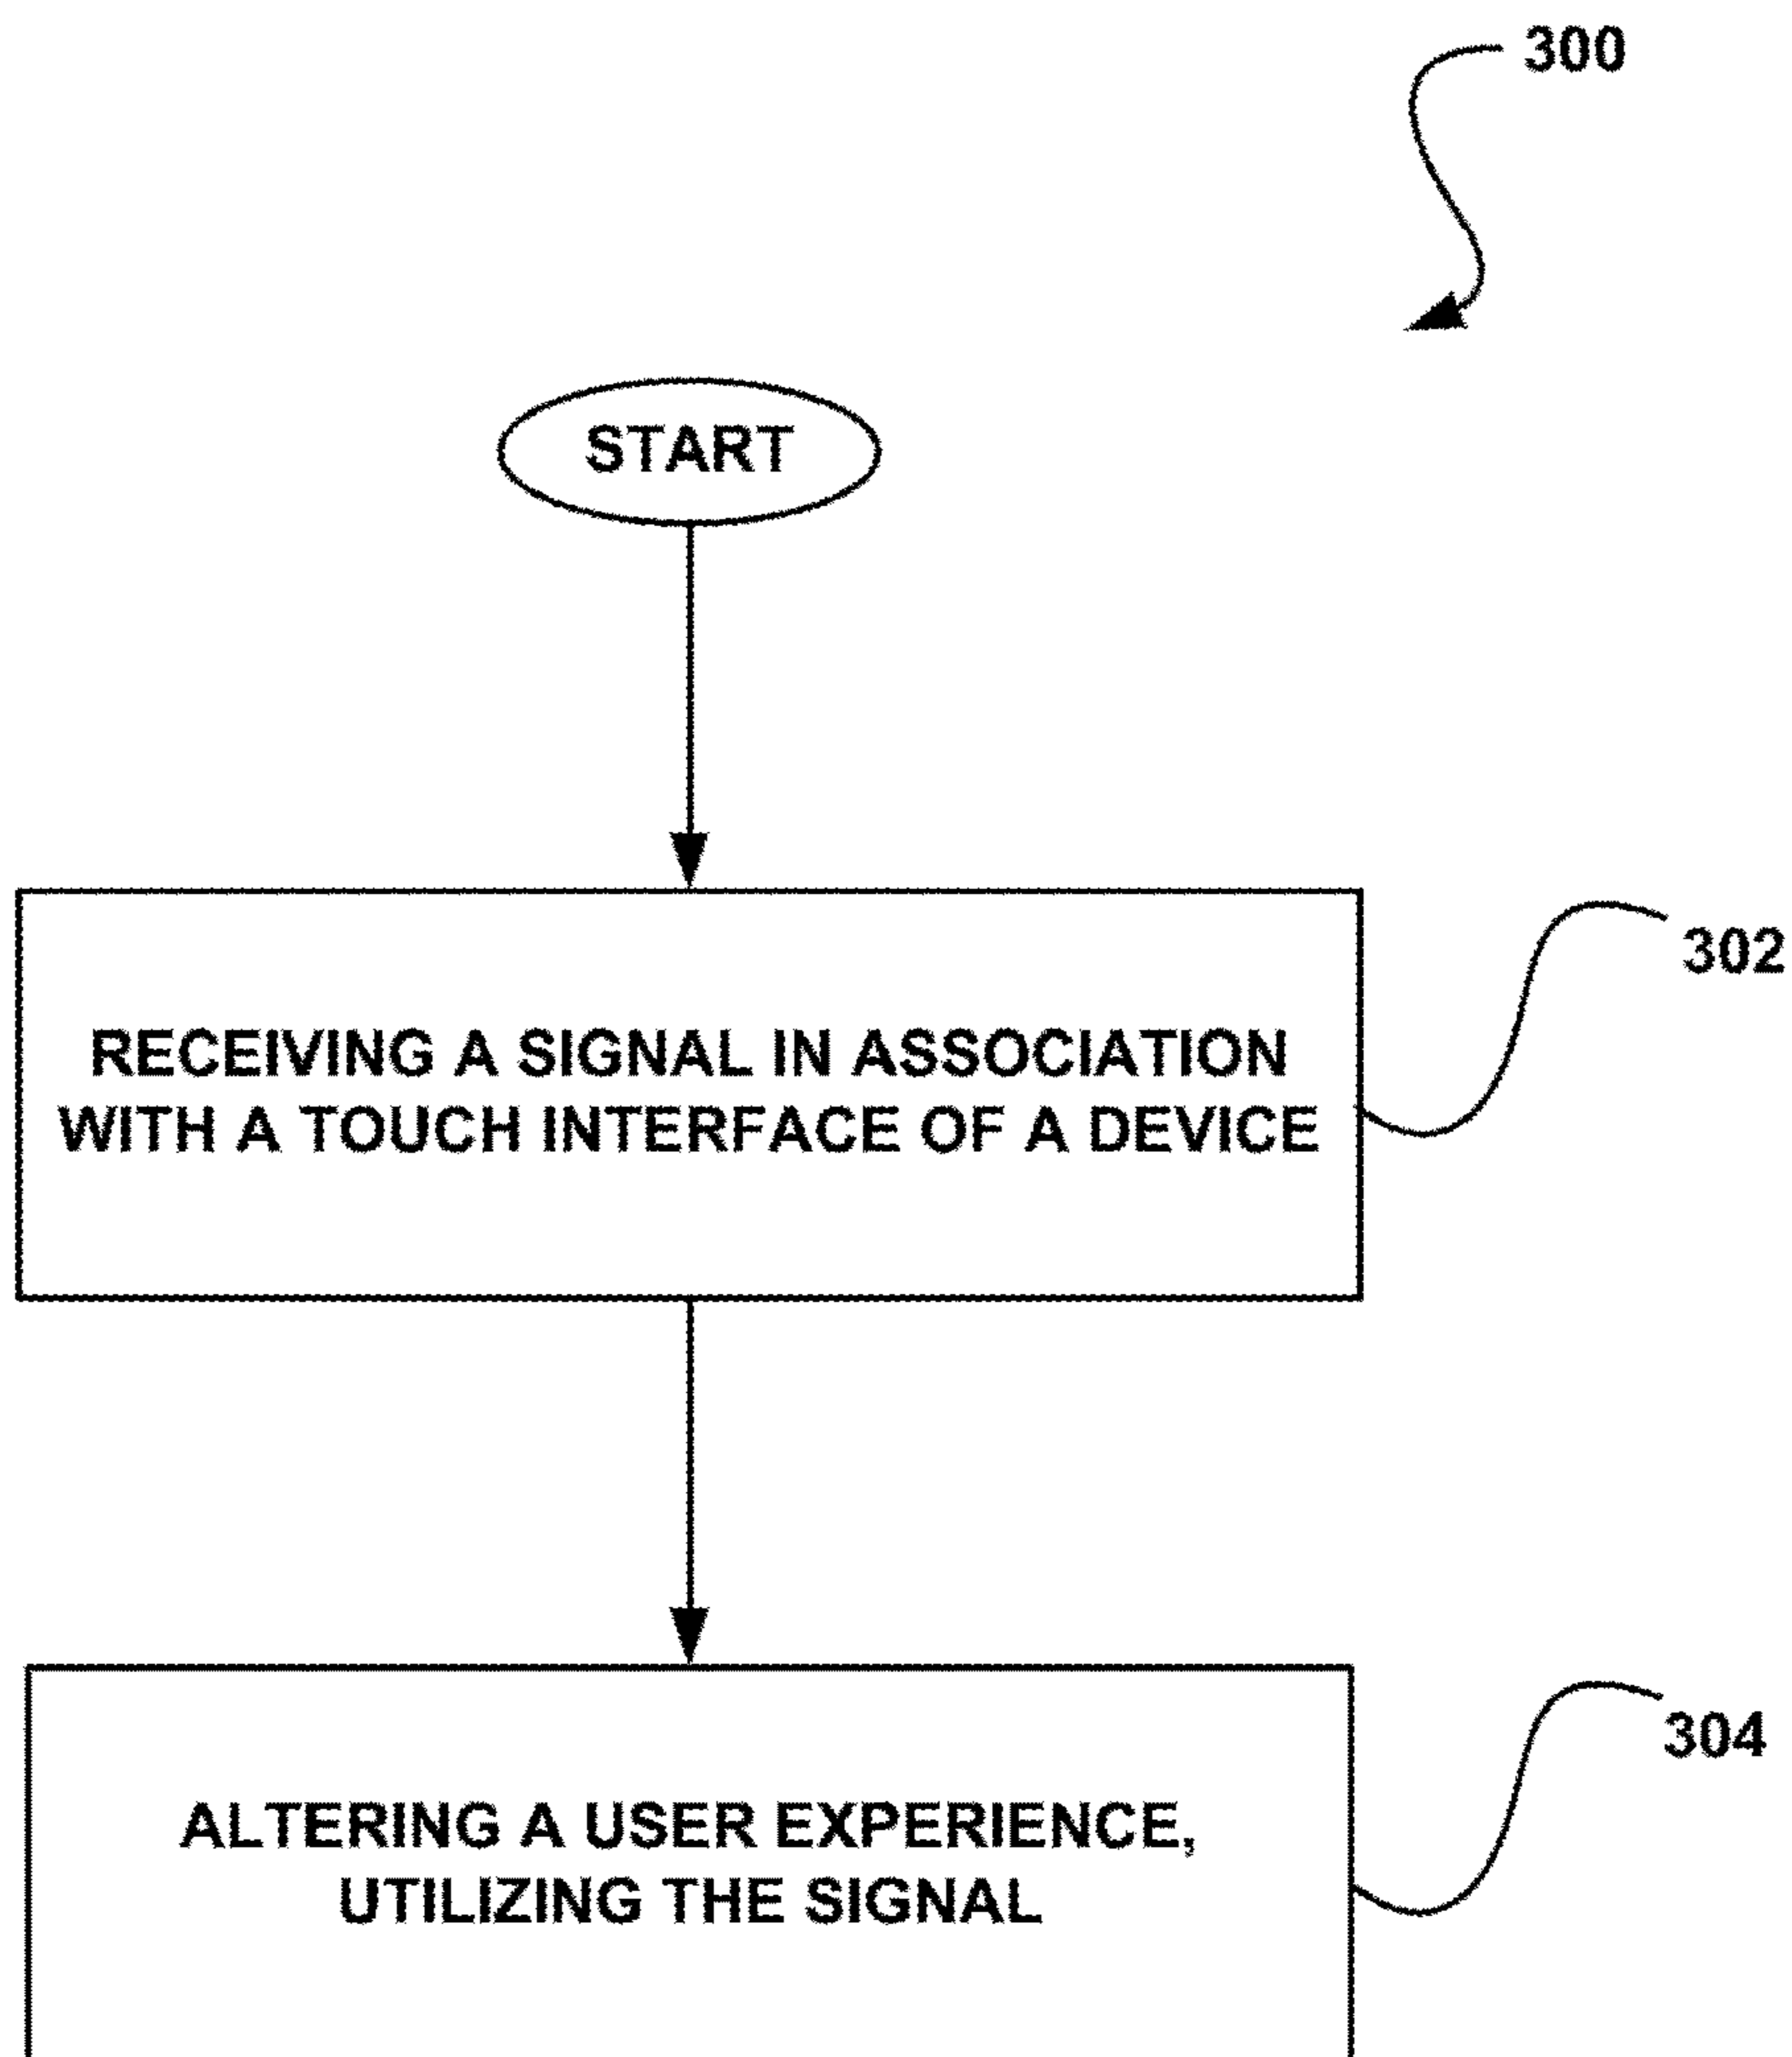 300
START
302
RECEIVING A SIGNAL IN ASSOCIATION
WITH A TOUCH INTERFACE OF A DEVICE
304
ALTERING A USER EXPERIENCE,
UTILIZING THE SIGNAL